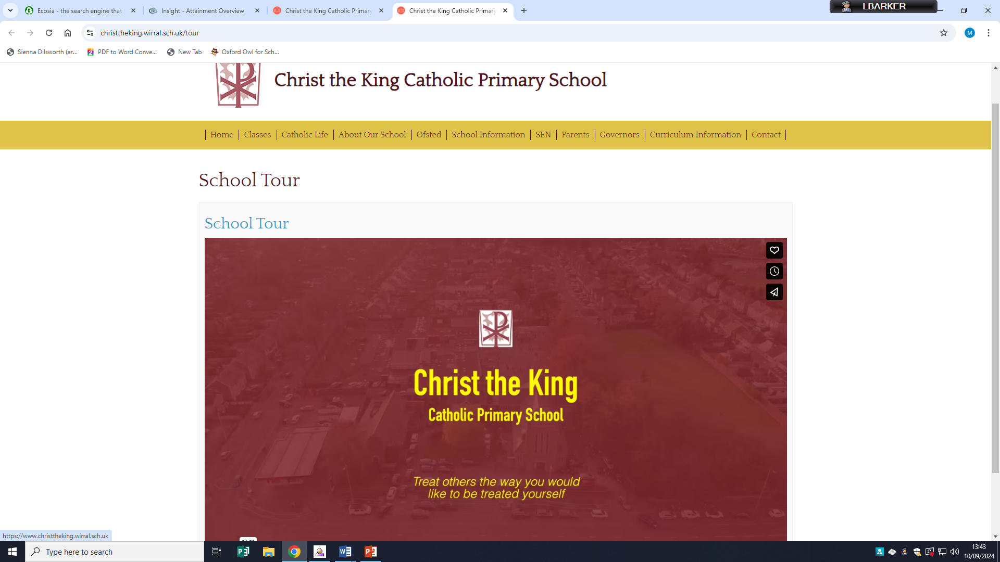 Ecosia - the search engine that
Insight - Attainment Overview
Christ the King Catholic Primary
Christ the King Catholic Primary
LBARKER
christtheking.wirral.sch.uk/tour
M
Sienna Dilsworth (ar...
PDF to Word Conve...
New Tab
Oxford Owl for Sch...
Christ the King Catholic Primary School
Home
Classes
Catholic Life
About Our School
Ofsted
School Information
SEN
Parents
Governors
Curriculum Information
Contact
School Tour
School Tour
Christ the King
Catholic Primary School
Treat others the way you would
like to be treated yourself
https://www.christtheking.wirral.sch.uk
Type here to search
13:43
10/09/2024